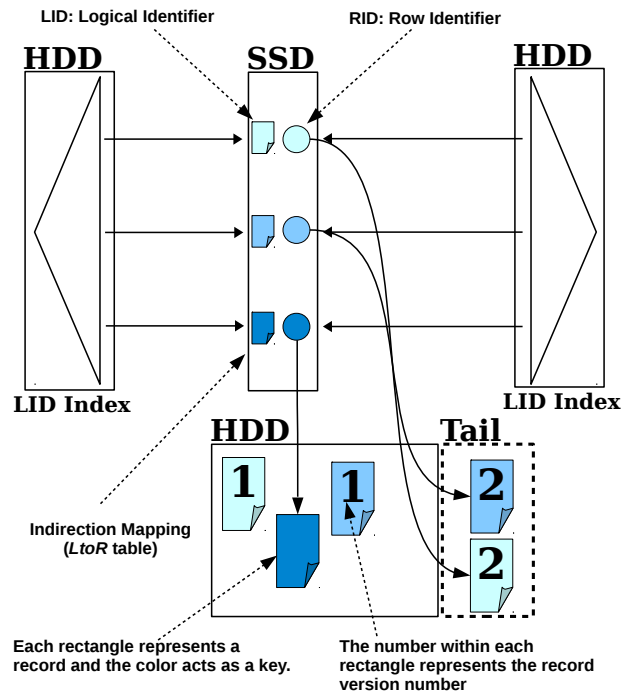 LID: Logical Identifier
RID: Row Identifier
HDD
SSD
HDD
LID Index
LID Index
HDD
Tail
1
1
2
2
Indirection Mapping
(LtoR table)
Each rectangle represents a
record and the color acts as a key.
The number within each
rectangle represents the record
version number